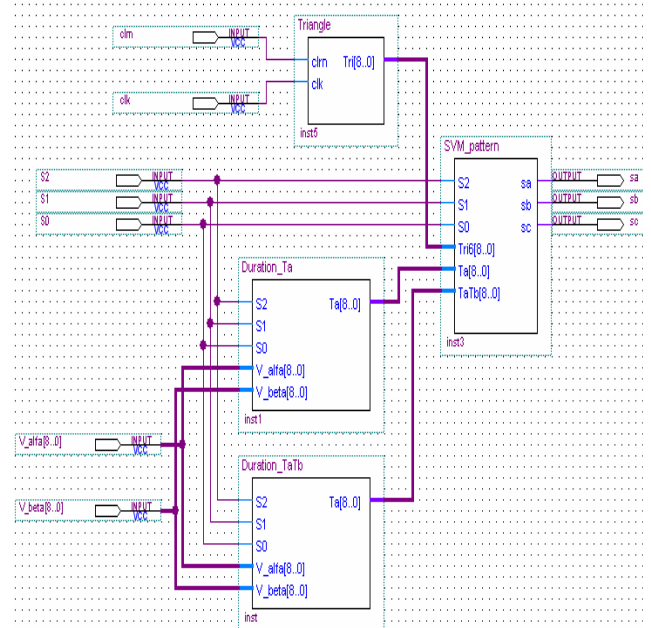 Triangle
clrn
INPUT
VCC
clrn
Tri[8..0]
clk
clk
INPUT
VCC
inst5
SVM_pattern
S2
INPUT
VCC
S1
INPUT
VCC
S0
INPUT
VCC
S2
sa
S1
sb
S0
sc
Tri6[8..0]
Ta[8..0]
TaTb[8..0]
inst3
OUTPUT
sa
OUTPUT
sb
OUTPUT
sc
Duration_Ta
S2
Ta[8..0]
S1
S0
V_alfa[8..0]
V_beta[8..0]
inst1
V_alfa[8..0]
INPUT
VCC
V_beta[8..0]
INPUT
VCC
Duration_TaTb
S2
Ta[8..0]
S1
S0
V_alfa[8..0]
V_beta[8..0]
inst